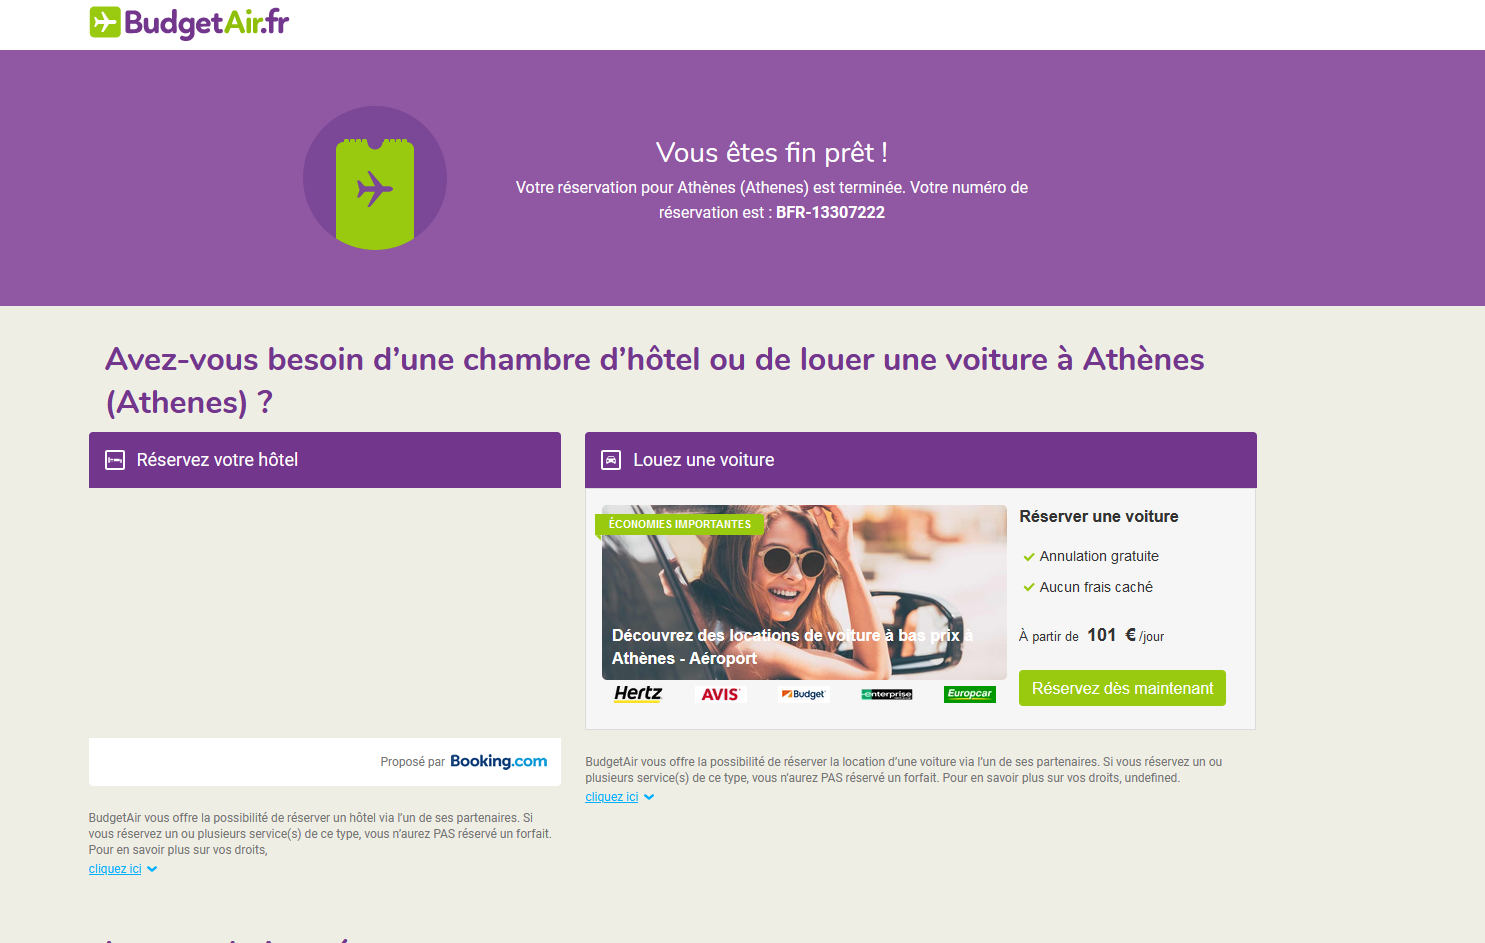 BudgetAir.fr
Vous êtes fin prêt !
Votre réservation pour Athènes (Athenes) est terminée. Votre numéro de
réservation est : BFR-13307222
Avez-vous besoin d’une chambre d’hôtel ou de louer une voiture à Athènes
(Athenes) ?
Réservez votre hôtel
Proposé par Booking.com
BudgetAir vous offre la possibilité de réserver un hôtel via l’un de ses partenaires. Si
vous réservez un ou plusieurs service(s) de ce type, vous n’aurez PAS réservé un forfait.
Pour en savoir plus sur vos droits,
cliquez ici
Louez une voiture
ÉCONOMIES IMPORTANTES
Découvrez des locations de voiture à bas prix à
Athènes - Aéroport
Hertz AVIS Budget enterprise Europcar
Réserver une voiture
Annulation gratuite
Aucun frais caché
À partir de 101 €/jour
Réservez dès maintenant
BudgetAir vous offre la possibilité de réserver la location d’une voiture via l’un de ses partenaires. Si vous réservez un ou
plusieurs service(s) de ce type, vous n’aurez PAS réservé un forfait. Pour en savoir plus sur vos droits, undefined.
cliquez ici